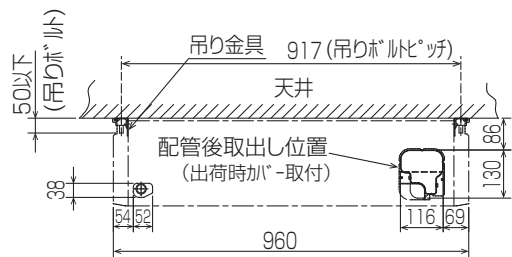 吊り金具
917 (吊りボルトピッチ)
50以下
(吊りボルト)
天井
86
配管後取出し位置
(出荷時カバー取付)
130
38
54
52
116
69
960